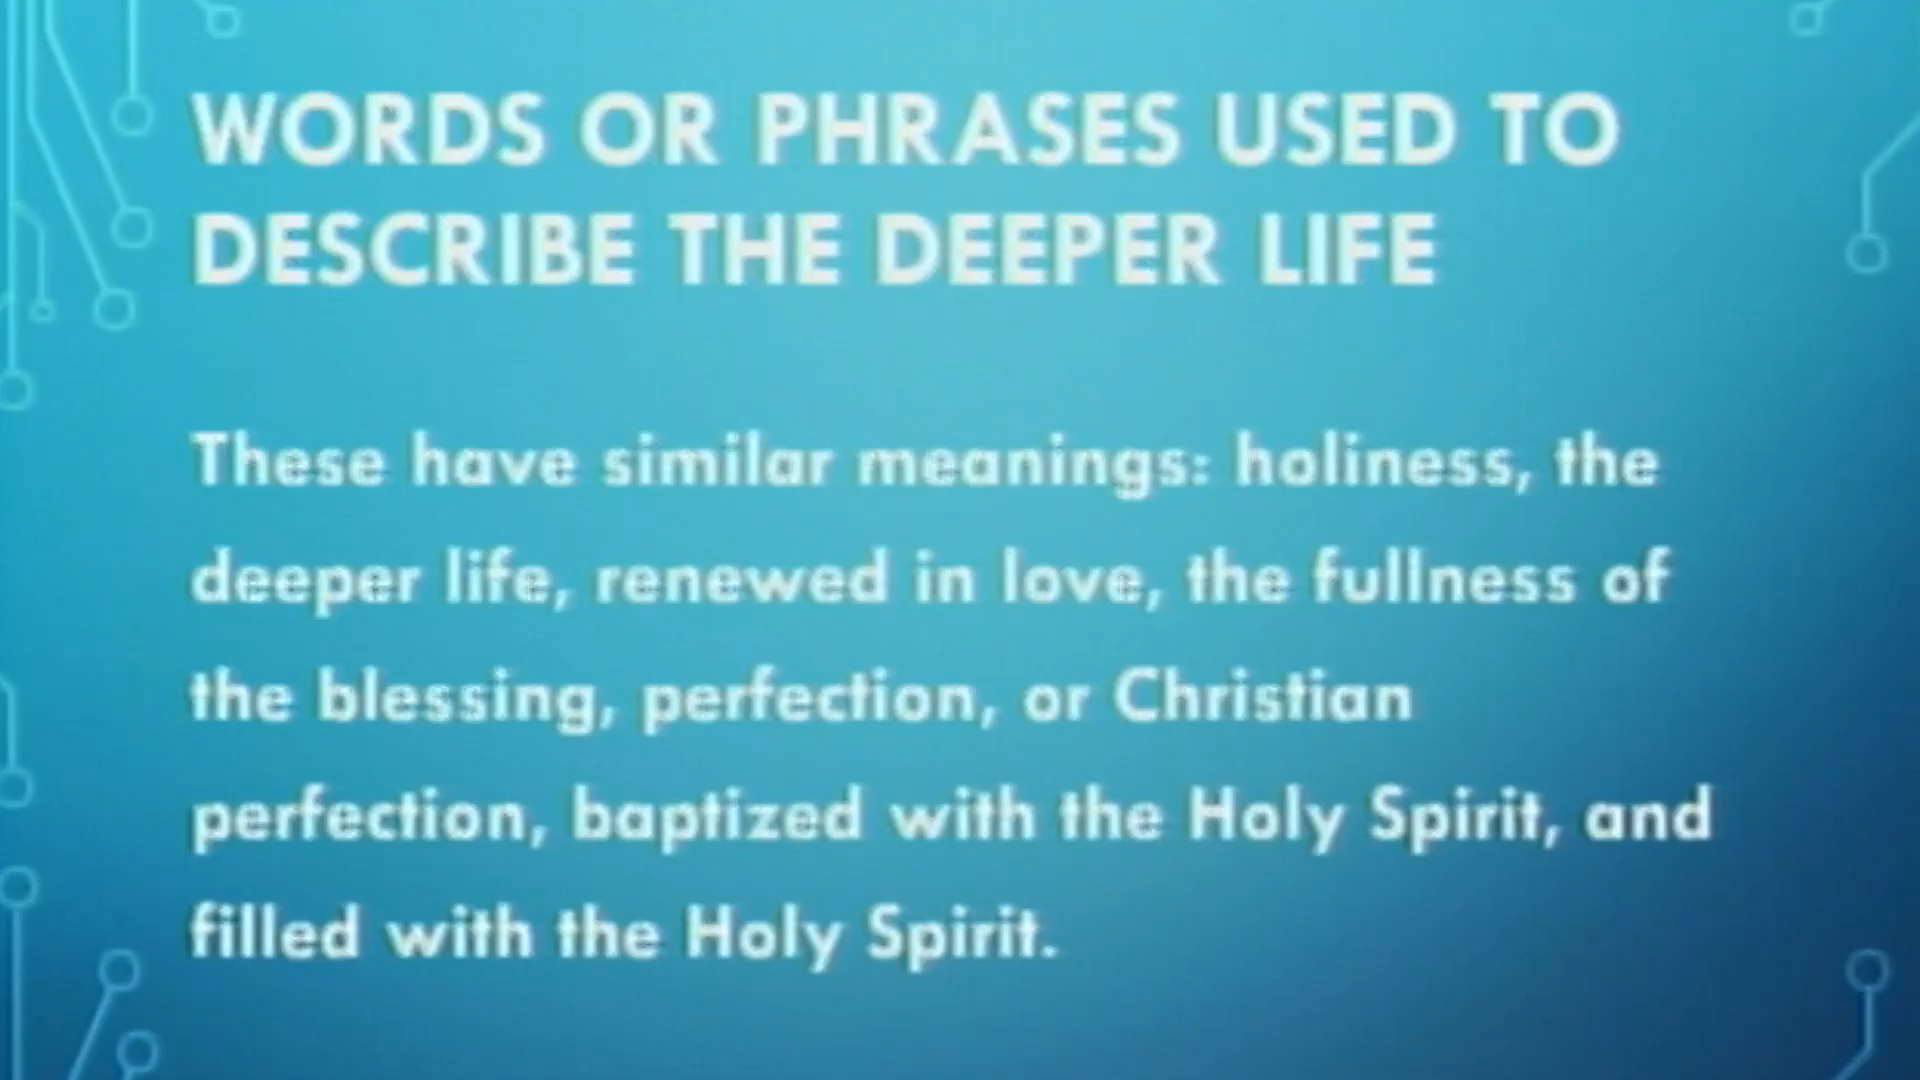 WORDS OR PHRASES USED TO
DESCRIBE THE DEEPER LIFE
These have similar meanings: holiness, the
deeper life, renewed in love, the fullness of
the blessing, perfection, or Christian
perfection, baptized with the Holy Spirit, and
filled with the Holy Spirit.